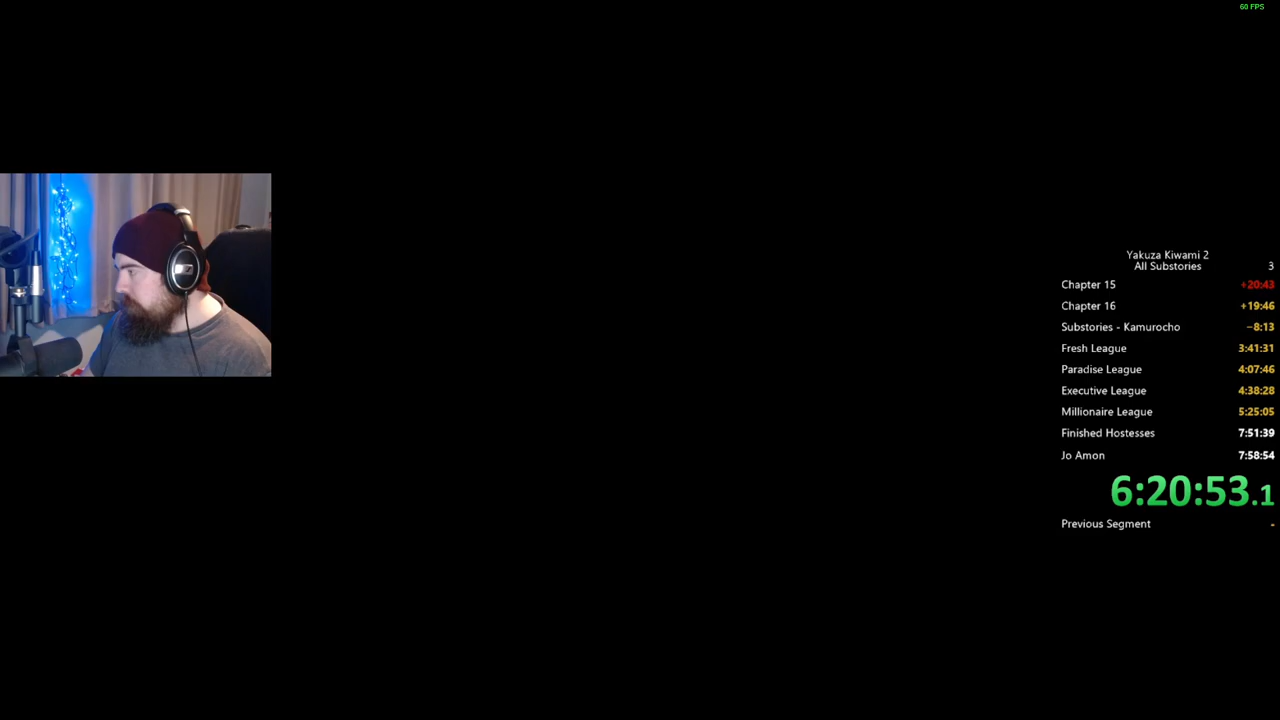 60 FPS
Yakuza Kiwami 2
All Substories 3
Chapter 15 +20:43
Chapter 16 +19:46
Substories - Kamurocho −8:13
Fresh League 3:41:31
Paradise League 4:07:46
Executive League 4:38:28
Millionaire League 5:25:05
Finished Hostesses 7:51:39
Jo Amon 7:58:54
6:20:53.1
Previous Segment -